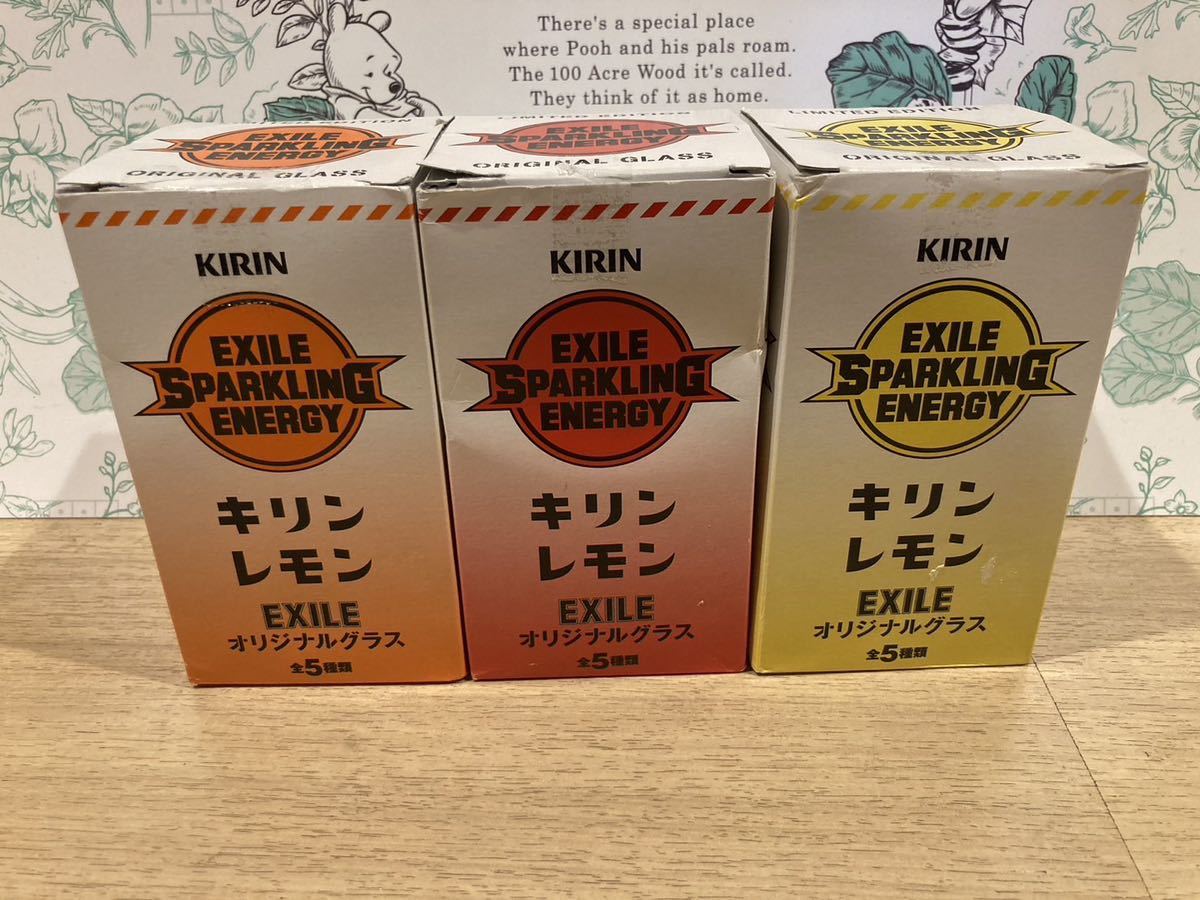 There's a special place
where Pooh and his pals roam.
The 100 Acre Wood it's called.
They think of it as home.
EXILE
SPARKLING
ENERGY
ORIGINAL GLASS
KIRIN
EXILE
SPARKLING
ENERGY
キリン
レモン
EXILE
オリジナルグラス
全5種類
LIMITED EDITION
EXILE
SPARKLING
ENERGY
ORIGINAL GLASS
KIRIN
EXILE
SPARKLING
ENERGY
キリン
レモン
EXILE
オリジナルグラス
全5種類
LIMITED EDITION
EXILE
SPARKLING
ENERGY
ORIGINAL GLASS
KIRIN
EXILE
SPARKLING
ENERGY
キリン
レモン
EXILE
オリジナルグラス
全5種類